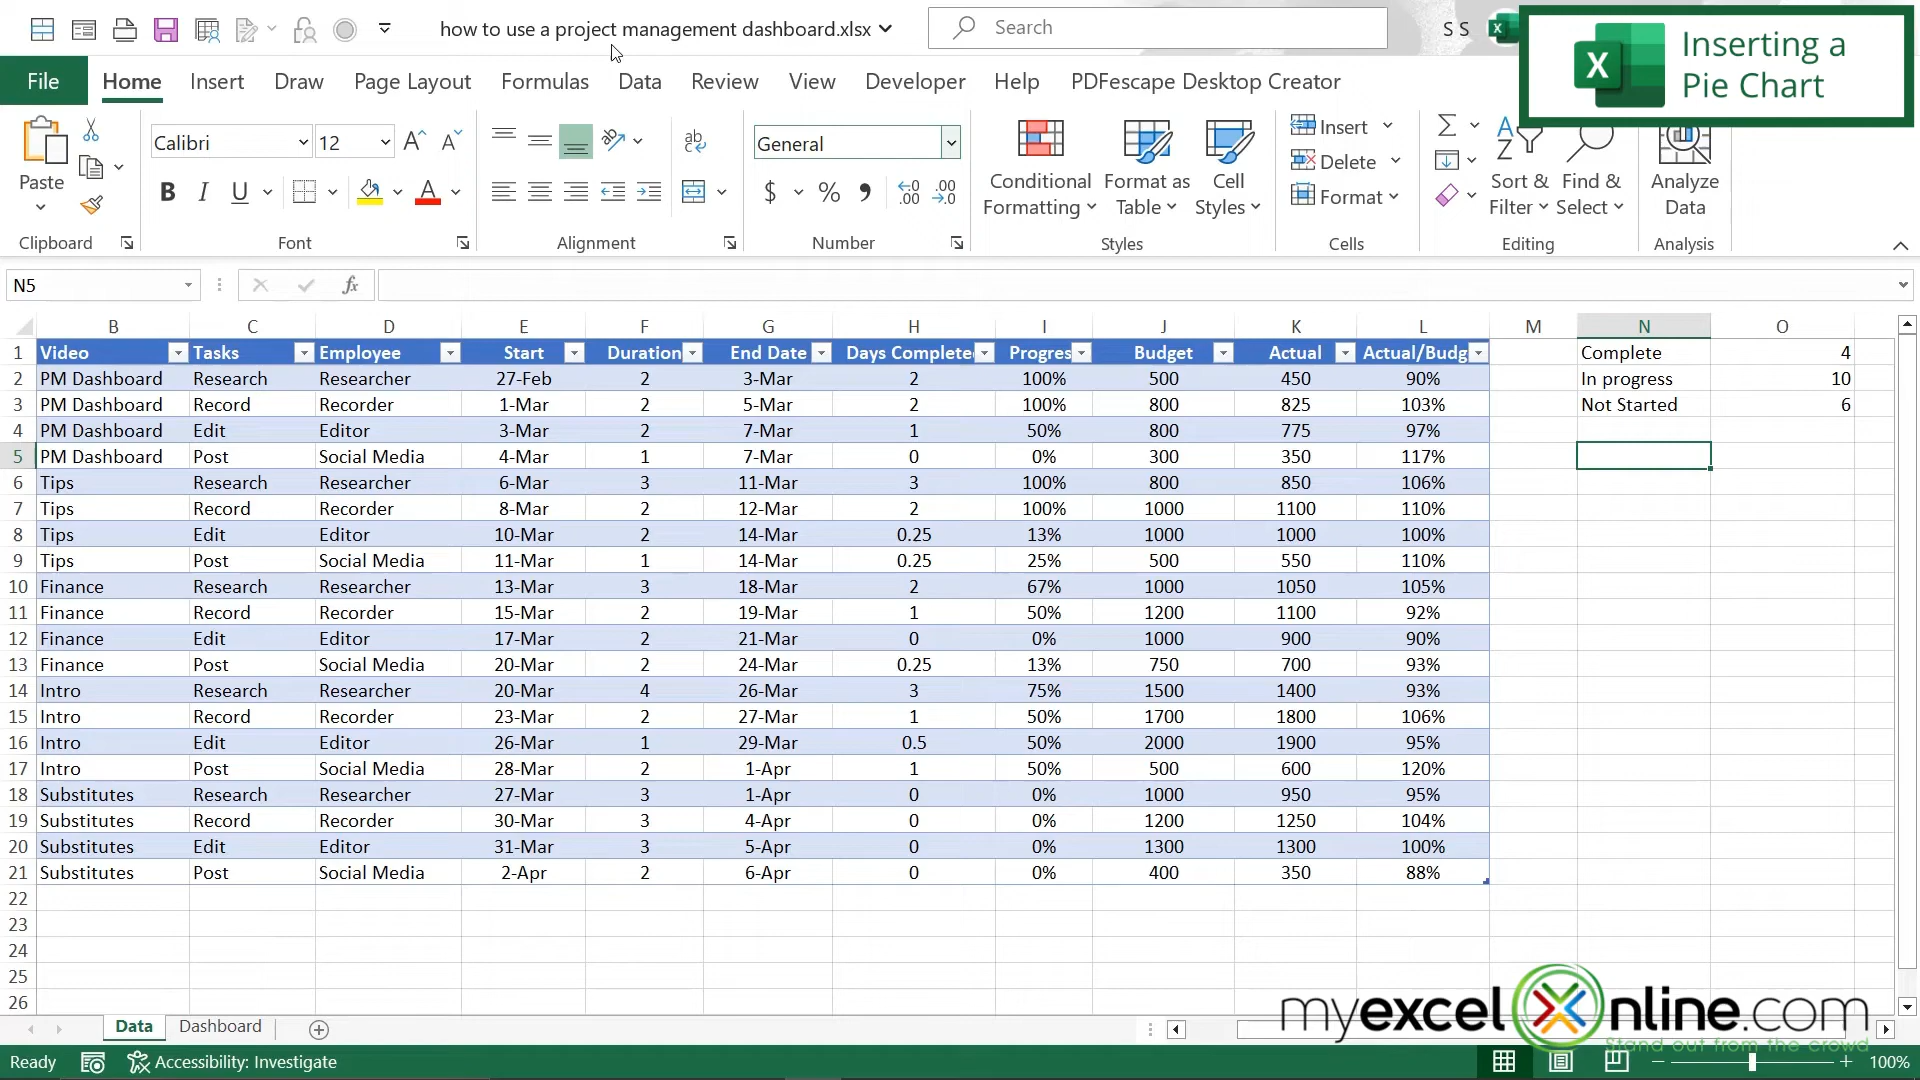 how to use a project management dashboard.xlsx
Search
S S
Inserting a
Pie Chart
File Home Insert Draw Page Layout Formulas Data Review View Developer Help PDFescape Desktop Creator
Paste
Calibri 12
General
Conditional
Formatting
Format as
Table
Cell
Styles
Insert
Delete
Format
Sort &
Filter
Find &
Select
Analyze
Data
Clipboard Font Alignment Number Styles Cells Editing Analysis
N5
fx
B C D E F G H I J K L M N O
1 Video Tasks Employee Start Duration End Date Days Complete Progres Budget Actual Actual/Budg Complete 4
2 PM Dashboard Research Researcher 27-Feb 2 3-Mar 2 100% 500 450 90% In progress 10
3 PM Dashboard Record Recorder 1-Mar 2 5-Mar 2 100% 800 825 103% Not Started 6
4 PM Dashboard Edit Editor 3-Mar 2 7-Mar 1 50% 800 775 97%
5 PM Dashboard Post Social Media 4-Mar 1 7-Mar 0 0% 300 350 117%
6 Tips Research Researcher 6-Mar 3 11-Mar 3 100% 800 850 106%
7 Tips Record Recorder 8-Mar 2 12-Mar 2 100% 1000 1100 110%
8 Tips Edit Editor 10-Mar 2 14-Mar 0.25 13% 1000 1000 100%
9 Tips Post Social Media 11-Mar 1 14-Mar 0.25 25% 500 550 110%
10 Finance Research Researcher 13-Mar 3 18-Mar 2 67% 1000 1050 105%
11 Finance Record Recorder 15-Mar 2 19-Mar 1 50% 1200 1100 92%
12 Finance Edit Editor 17-Mar 2 21-Mar 0 0% 1000 900 90%
13 Finance Post Social Media 20-Mar 2 24-Mar 0.25 13% 750 700 93%
14 Intro Research Researcher 20-Mar 4 26-Mar 3 75% 1500 1400 93%
15 Intro Record Recorder 23-Mar 2 27-Mar 1 50% 1700 1800 106%
16 Intro Edit Editor 26-Mar 1 29-Mar 0.5 50% 2000 1900 95%
17 Intro Post Social Media 28-Mar 2 1-Apr 1 50% 500 600 120%
18 Substitutes Research Researcher 27-Mar 3 1-Apr 0 0% 1000 950 95%
19 Substitutes Record Recorder 30-Mar 3 4-Apr 0 0% 1200 1250 104%
20 Substitutes Edit Editor 31-Mar 3 5-Apr 0 0% 1300 1300 100%
21 Substitutes Post Social Media 2-Apr 2 6-Apr 0 0% 400 350 88%
22
23
24
25
26
myexcelonline.com
Stand out from the crowd
Data Dashboard
Ready Accessibility: Investigate 100%